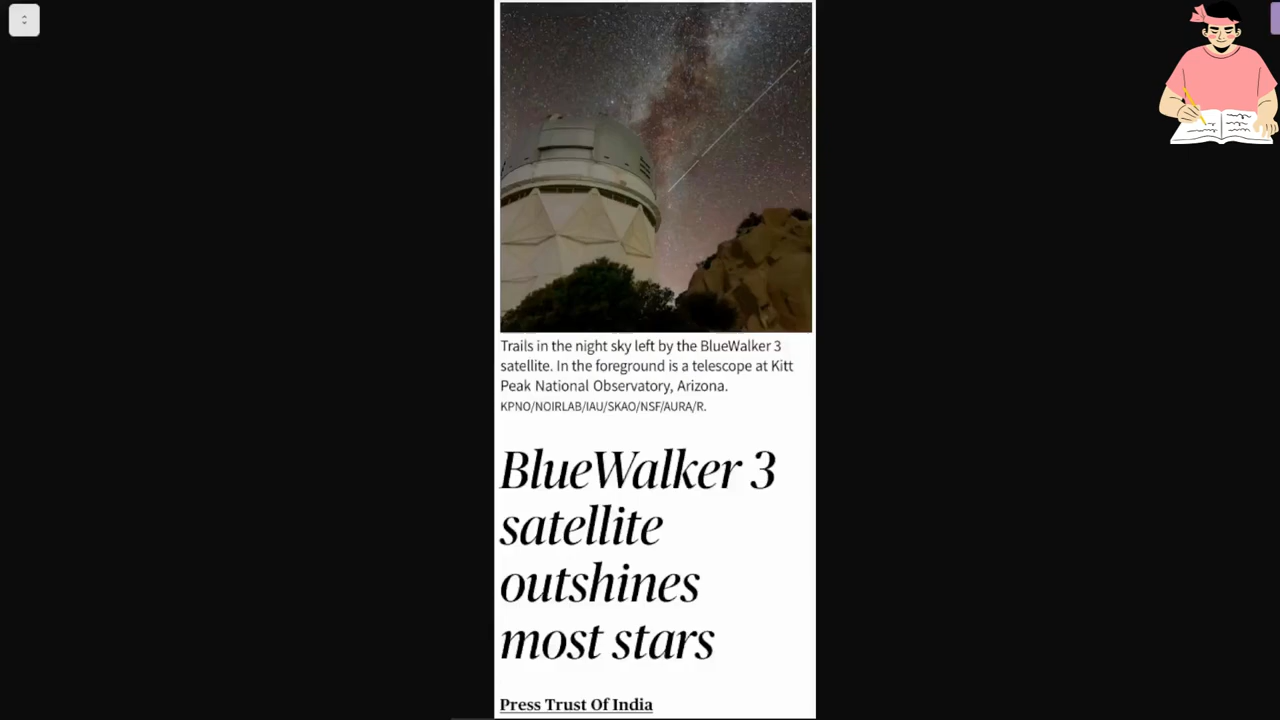 Trails in the night sky left by the BlueWalker 3
satellite. In the foreground is a telescope at Kitt
Peak National Observatory, Arizona.
KPNO/NOIRLAB/IAU/SKAO/NSF/AURA/R.
BlueWalker 3
satellite
outshines
most stars
Press Trust Of India